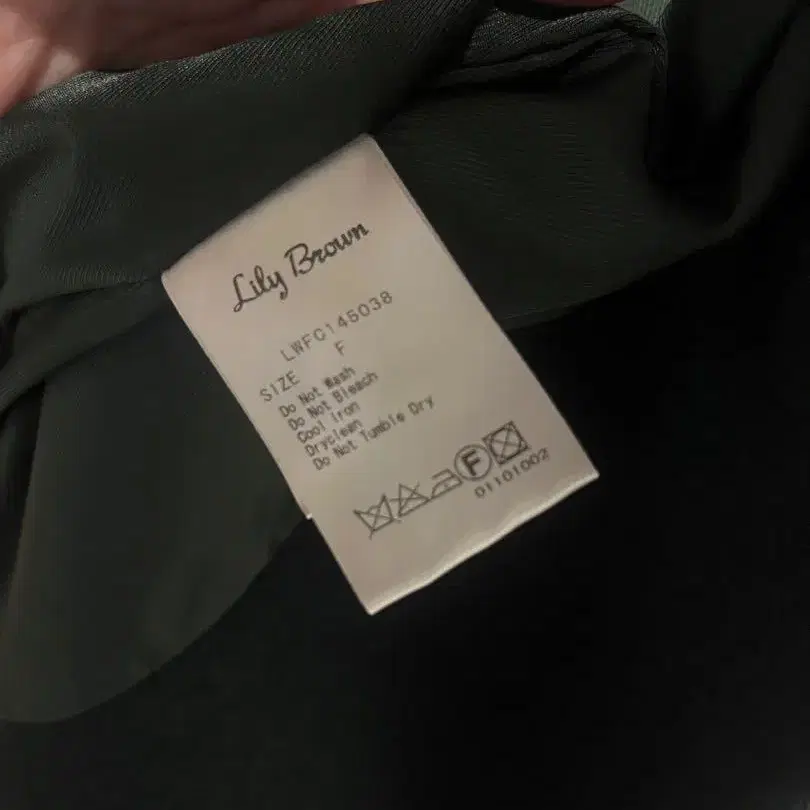 Lily Brown
LWFC145038
SIZE F
Do Not Wash
Do Not Bleach
Cool Iron
Dryclean
Do Not Tumble Dry
F
01101002